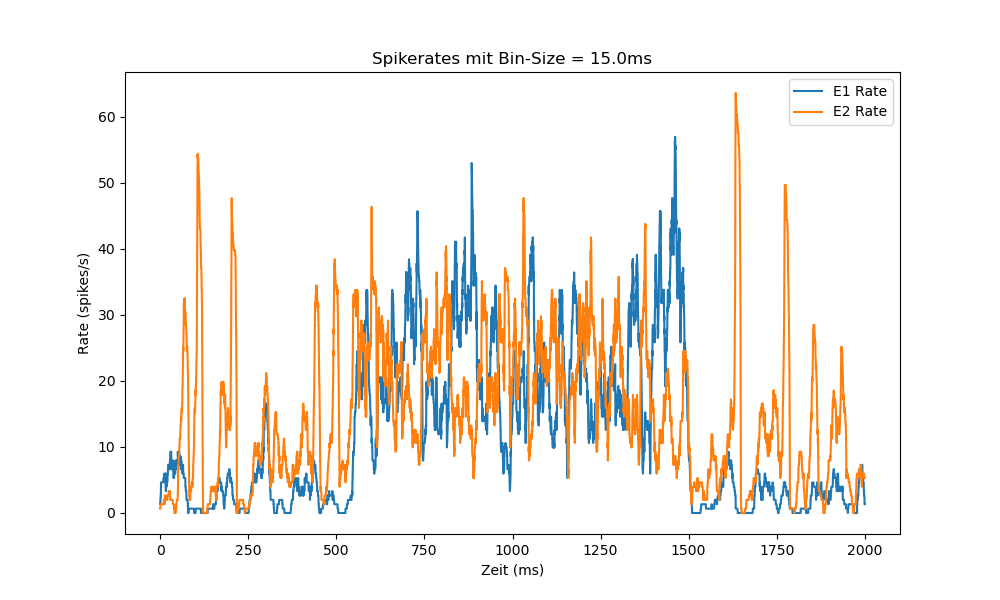 Spikerates mit Bin-Size = 15.0ms
E1 Rate
E2 Rate
60
50
40
30
20
10
0
Rate (spikes/s)
0 250 500 750 1000 1250 1500 1750 2000
Zeit (ms)